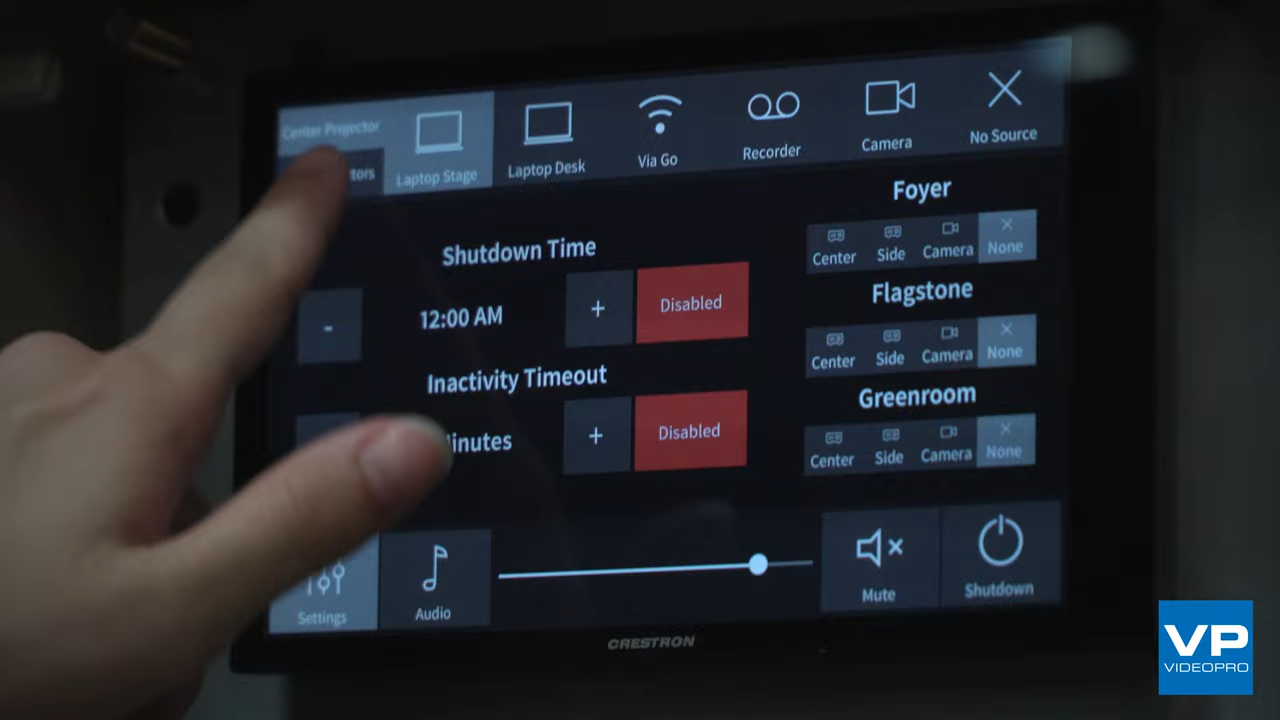 Center Projector
tors
Laptop Stage
Laptop Desk
Via Go
Recorder
Camera
No Source
Shutdown Time
-
12:00 AM
+
Disabled
Inactivity Timeout
inutes
+
Disabled
Foyer
Center
Side
Camera
None
Flagstone
Center
Side
Camera
None
Greenroom
Center
Side
Camera
None
Settings
Audio
Mute
Shutdown
CRESTRON
VP
VIDEOPRO